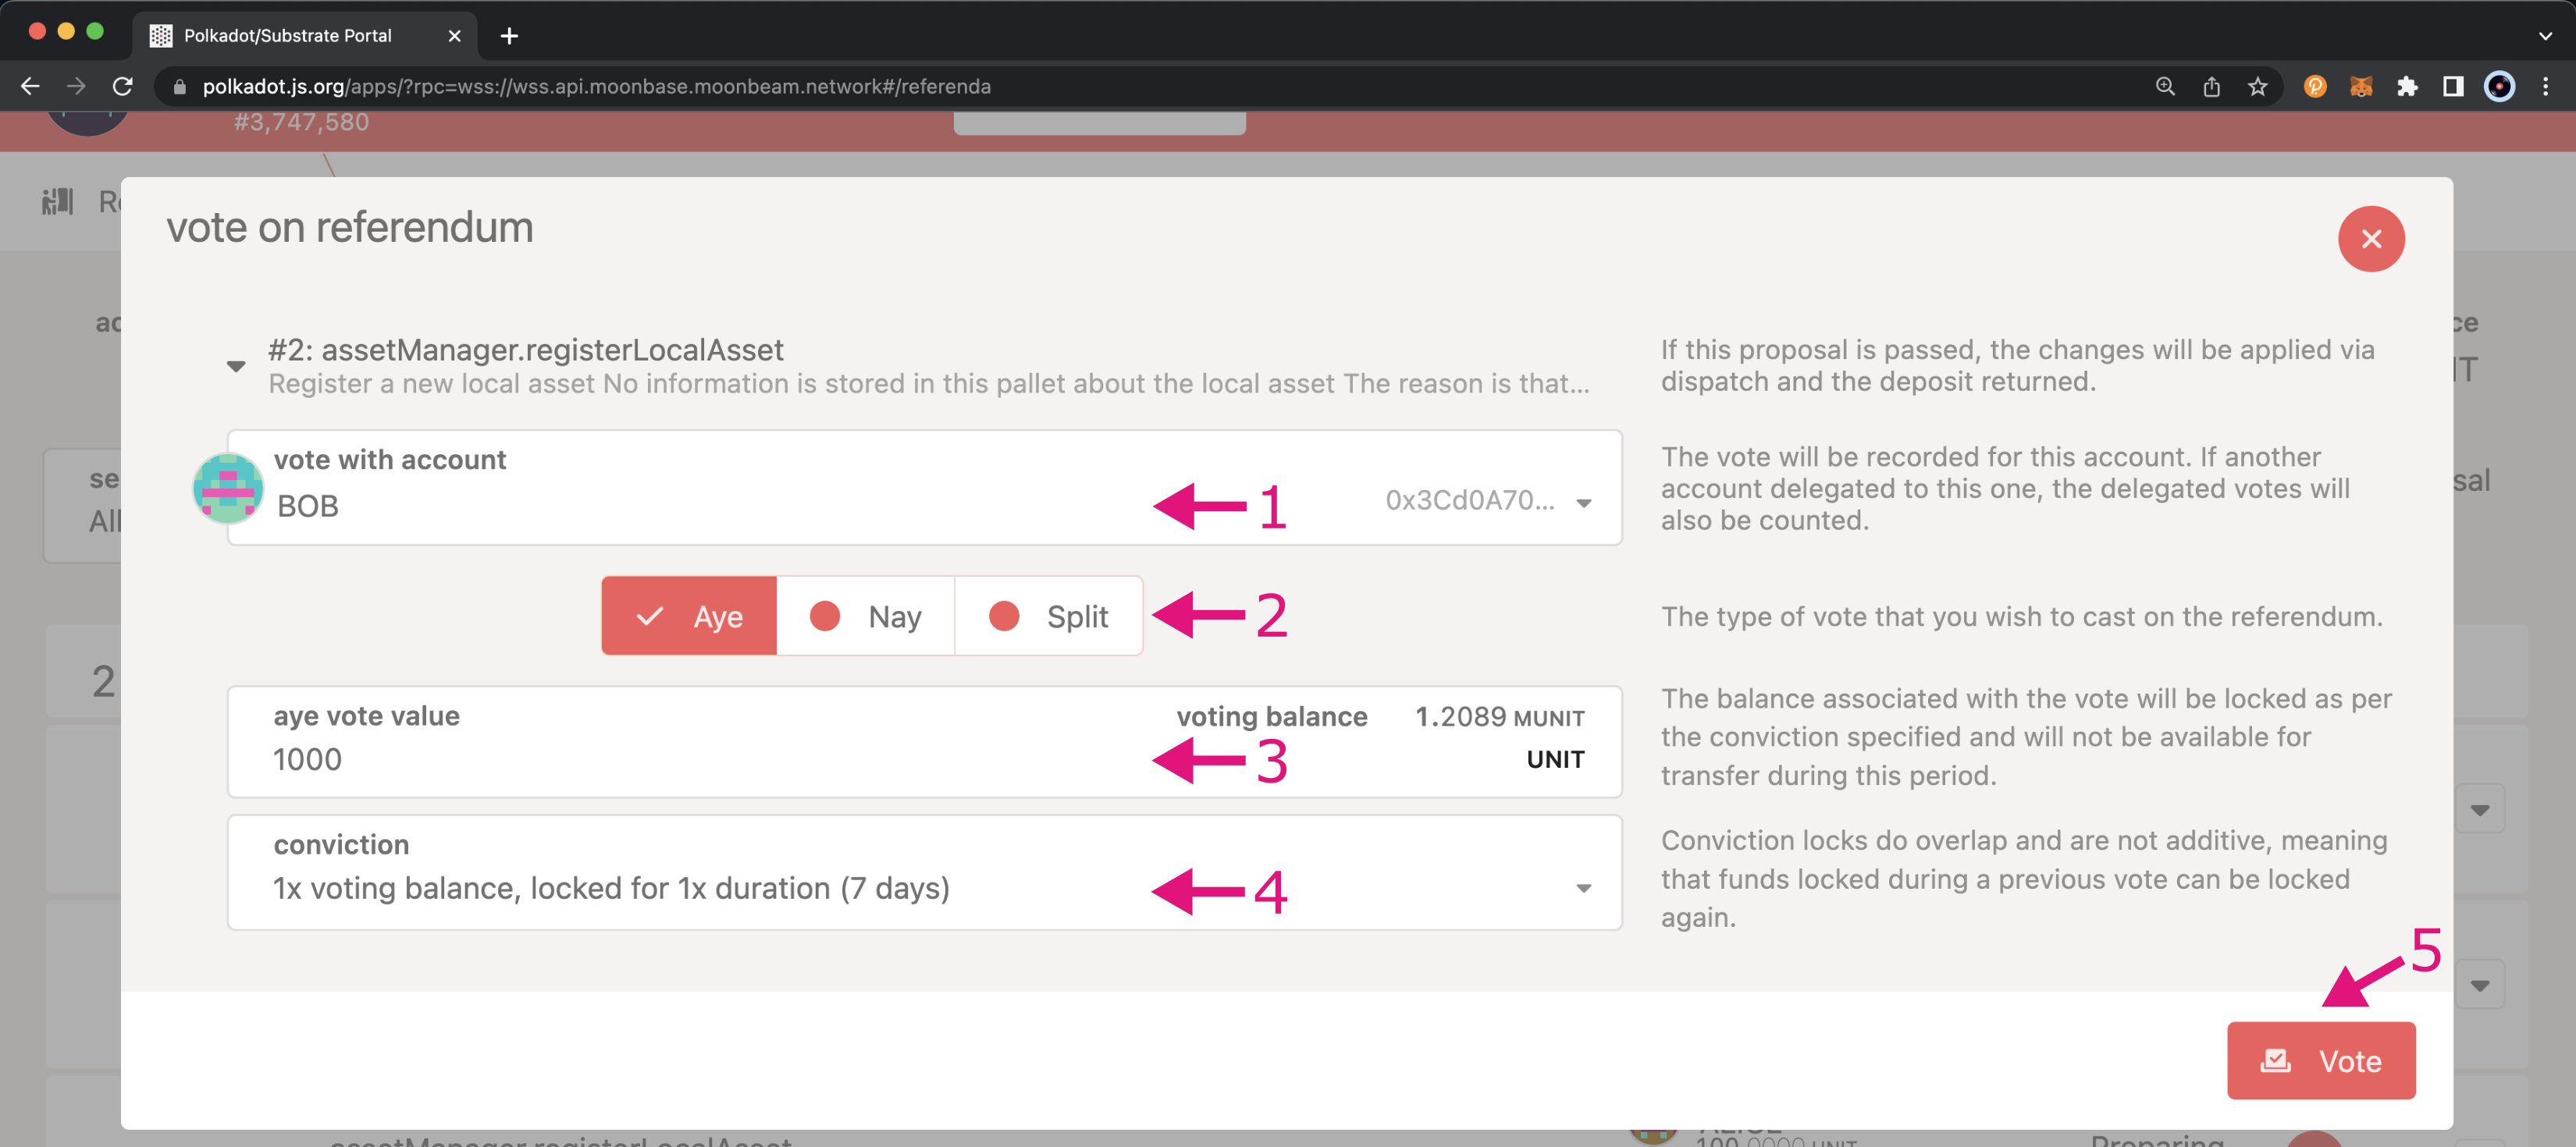 Polkadot/Substrate Portal
polkadot.js.org/apps/?rpc=wss://wss.api.moonbase.moonbeam.network#/referenda
#3,747,580
vote on referendum
#2: assetManager.registerLocalAsset
Register a new local asset No information is stored in this pallet about the local asset The reason is that...
If this proposal is passed, the changes will be applied via
dispatch and the deposit returned.
vote with account
BOB
0x3Cd0A70...
1
The vote will be recorded for this account. If another
account delegated to this one, the delegated votes will
also be counted.
Aye
Nay
Split
2
The type of vote that you wish to cast on the referendum.
2
aye vote value
1000
voting balance 1.2089 MUNIT
UNIT
3
The balance associated with the vote will be locked as per
the conviction specified and will not be available for
transfer during this period.
conviction
1x voting balance, locked for 1x duration (7 days)
4
Conviction locks do overlap and are not additive, meaning
that funds locked during a previous vote can be locked
again.
5
Vote
assetManager.registerLocalAsset
Preparing